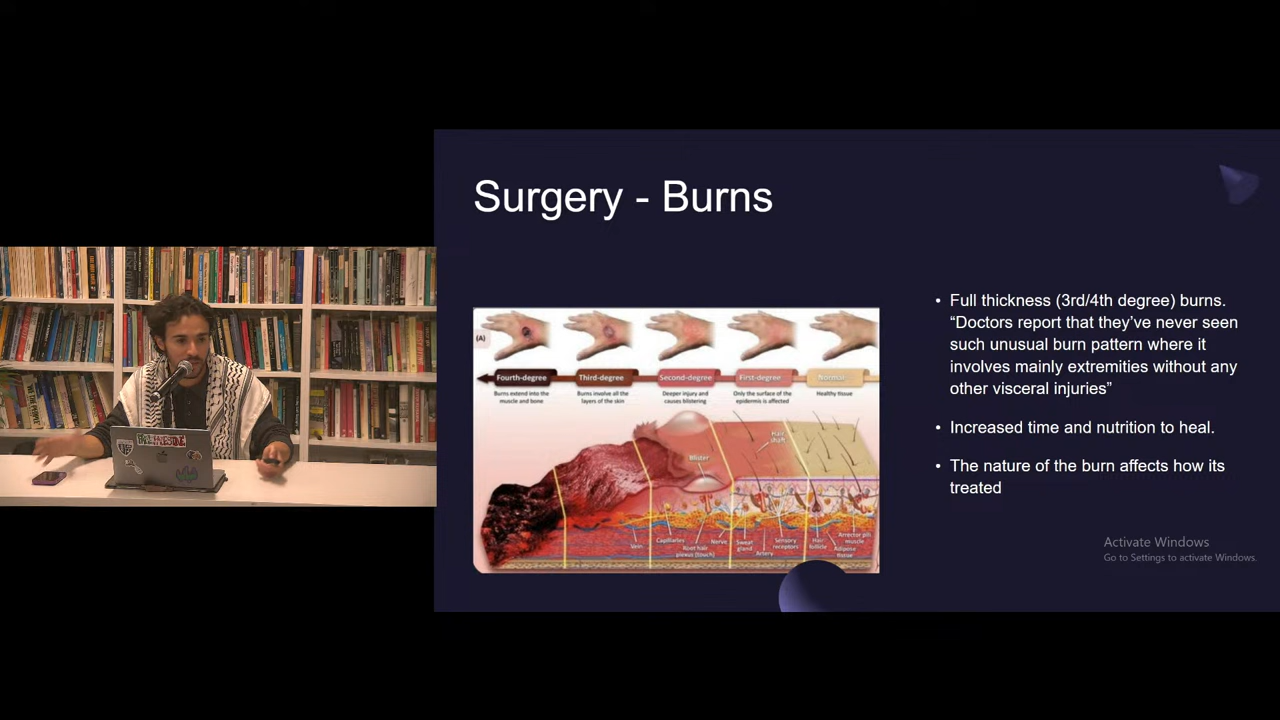 Surgery - Burns
(A)
Fourth-degree
Third-degree
Second-degree
First-degree
Normal
Burns extend into the
muscle and bone
Burns involve all the
layers of the skin
Deeper injury and
causes blistering
Only the surface of the
epidermis is affected
Healthy tissue
Hair
shaft
Blister
Vein
Capillaries
Root hair
plexus (touch)
Nerve
Sweat
gland
Artery
Sensory
receptors
Hair
follicle
Arrector pili
muscle
Adipose
tissue
• Full thickness (3rd/4th degree) burns.
“Doctors report that they’ve never seen
such unusual burn pattern where it
involves mainly extremities without any
other visceral injuries”
• Increased time and nutrition to heal.
• The nature of the burn affects how its
treated
Activate Windows
Go to Settings to activate Windows.
FREE PALESTINE